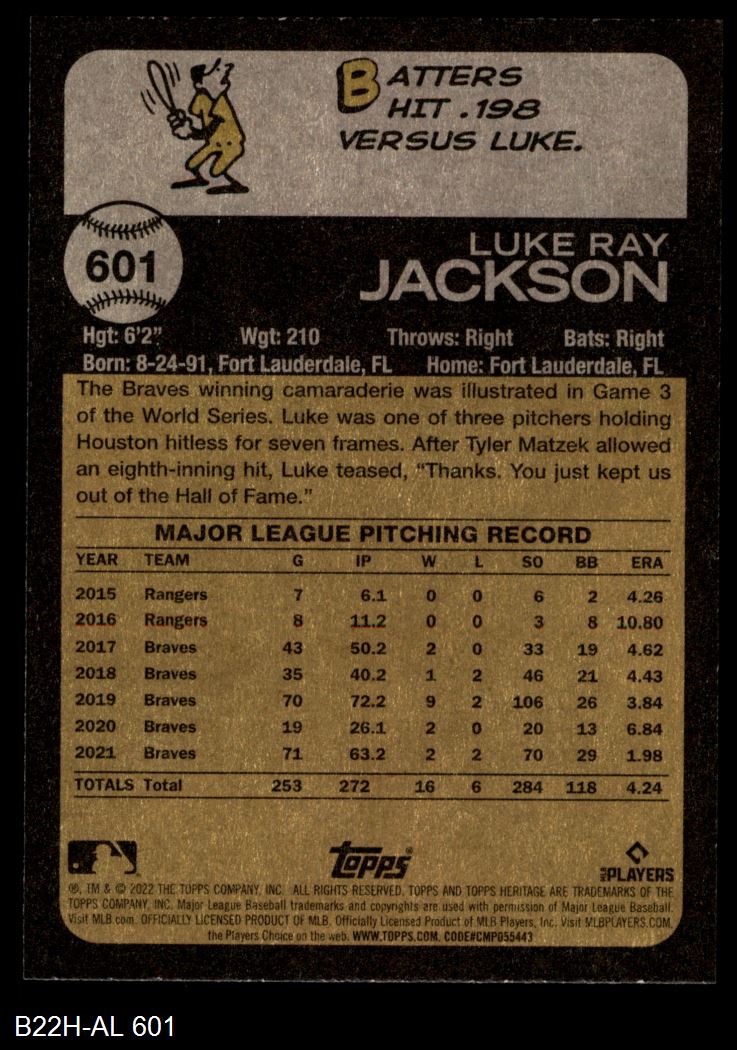 BATTERS
HIT .198
VERSUS LUKE.
601
LUKE RAY
JACKSON
Hgt: 6'2" Wgt: 210 Throws: Right Bats: Right
Born: 8-24-91, Fort Lauderdale, FL Home: Fort Lauderdale, FL
The Braves winning camaraderie was illustrated in Game 3
of the World Series. Luke was one of three pitchers holding
Houston hitless for seven frames. After Tyler Matzek allowed
an eighth-inning hit, Luke teased, "Thanks. You just kept us
out of the Hall of Fame."
MAJOR LEAGUE PITCHING RECORD
YEAR TEAM G IP W L SO BB ERA
2015 Rangers 7 6.1 0 0 6 2 4.26
2016 Rangers 8 11.2 0 0 3 8 10.80
2017 Braves 43 50.2 2 0 33 19 4.62
2018 Braves 35 40.2 1 2 46 21 4.43
2019 Braves 70 72.2 9 2 106 26 3.84
2020 Braves 19 26.1 2 0 20 13 6.84
2021 Braves 71 63.2 2 2 70 29 1.98
TOTALS Total 253 272 16 6 284 118 4.24
Topps® MLB PLAYERS
®, TM & © 2022 THE TOPPS COMPANY, INC. ALL RIGHTS RESERVED. TOPPS AND TOPPS HERITAGE ARE TRADEMARKS OF THE
TOPPS COMPANY, INC. Major League Baseball trademarks and copyrights are used with permission of Major League Baseball.
Visit MLB.com. OFFICIALLY LICENSED PRODUCT OF MLB. Officially Licensed Product of MLB Players, Inc. Visit MLBPLAYERS.COM,
the Players Choice on the web. WWW.TOPPS.COM. CODE#CMP055443
B22H-AL 601